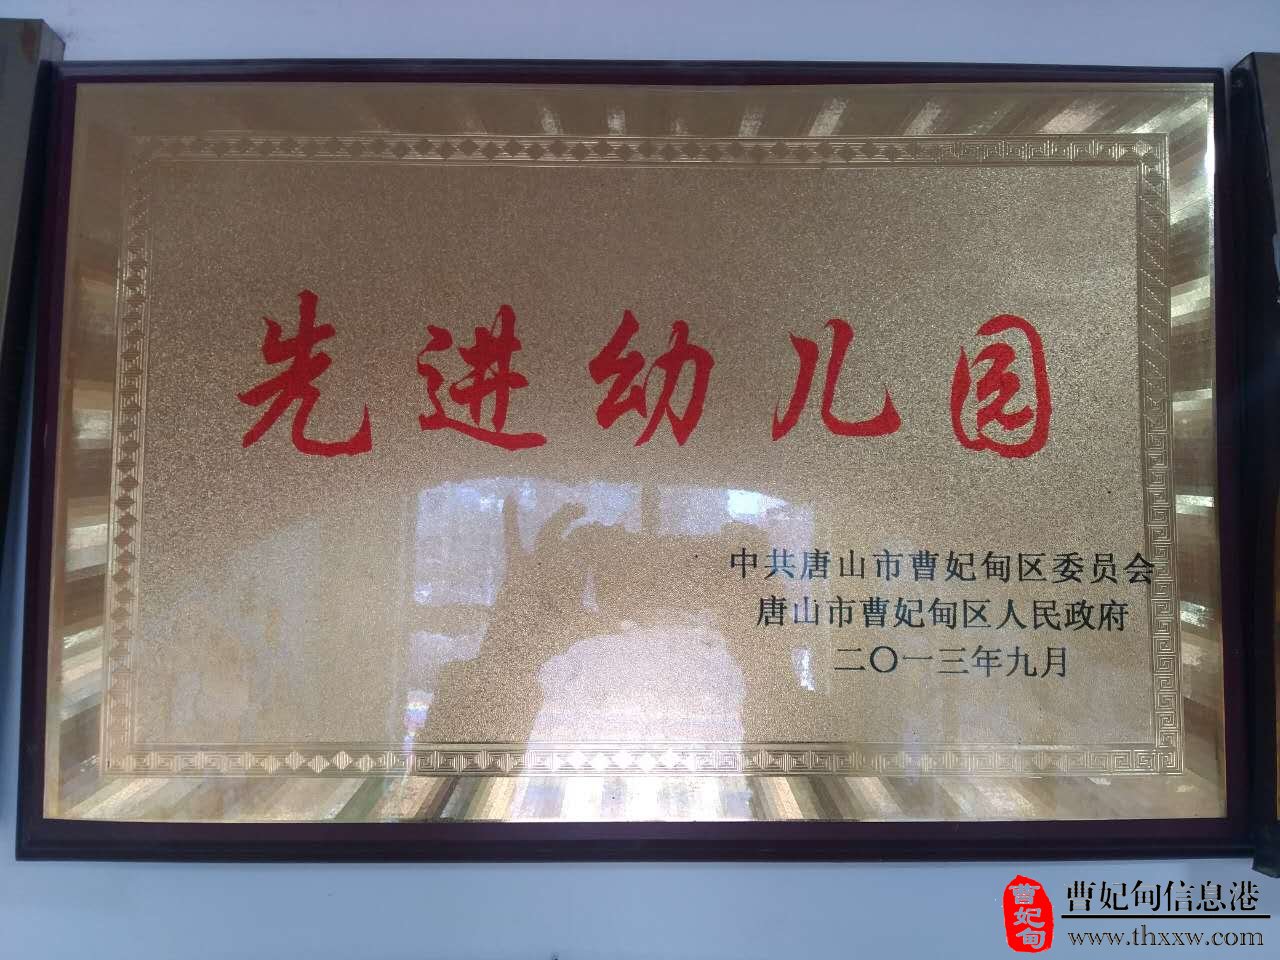 先进幼儿园
中共唐山市曹妃甸区委员会
唐山市曹妃甸区人民政府
二〇一三年九月
曹妃甸
曹妃甸信息港
www.thxxw.com